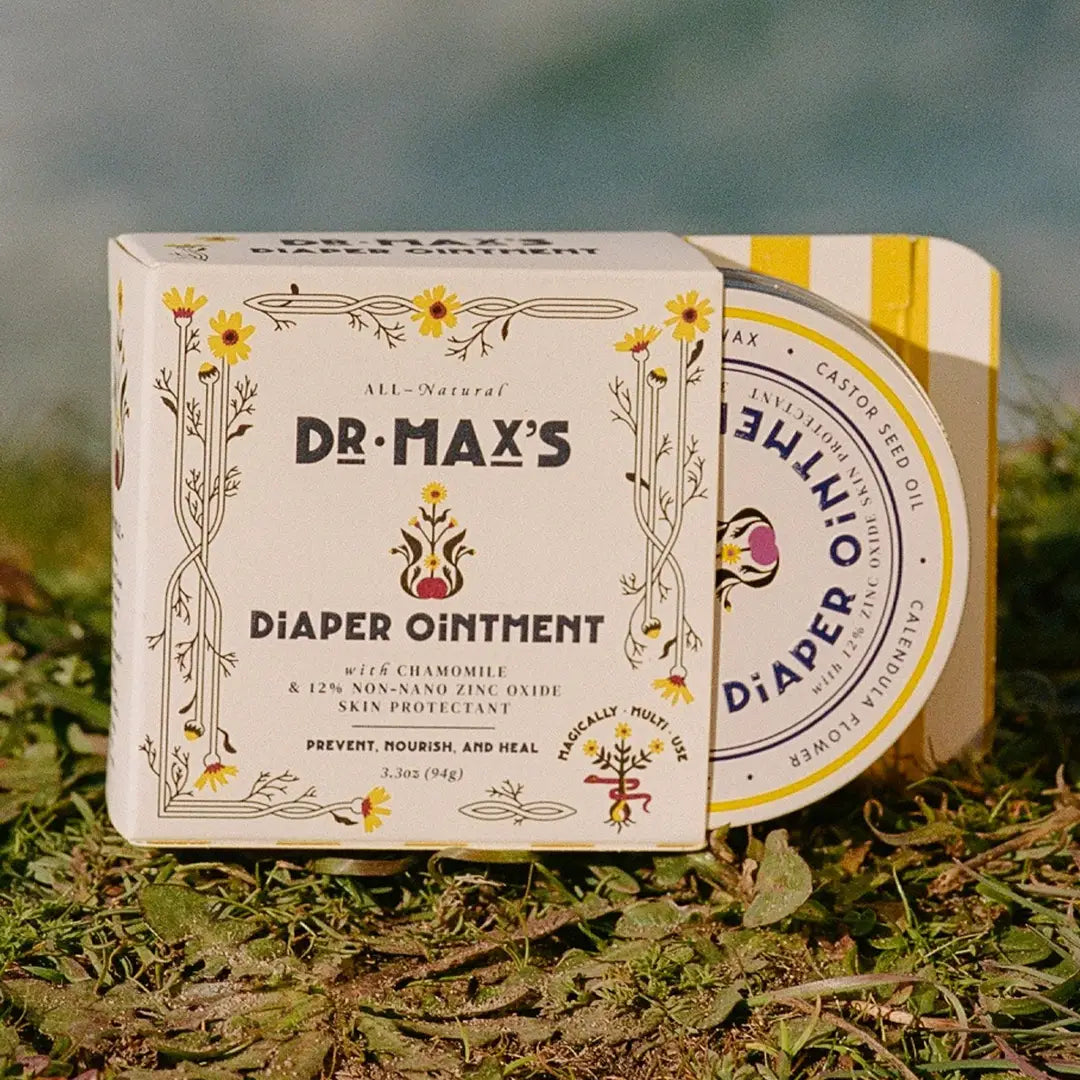 DR·MAX'S
DiAPER OiNTMENT
ALL–Natural
DR·MAX'S
DiAPER OiNTMENT
with CHAMOMILE
& 12% NON-NANO ZINC OXIDE
SKIN PROTECTANT
PREVENT, NOURiSH, AND HEAL
3.3oz (94g)
MAGICALLY · MULTI · USE
CASTOR SEED OIL • CALENDULA FLOWER •
DiAPER OiNTMEN
with 12% ZINC OXIDE SKIN PROTECTANT